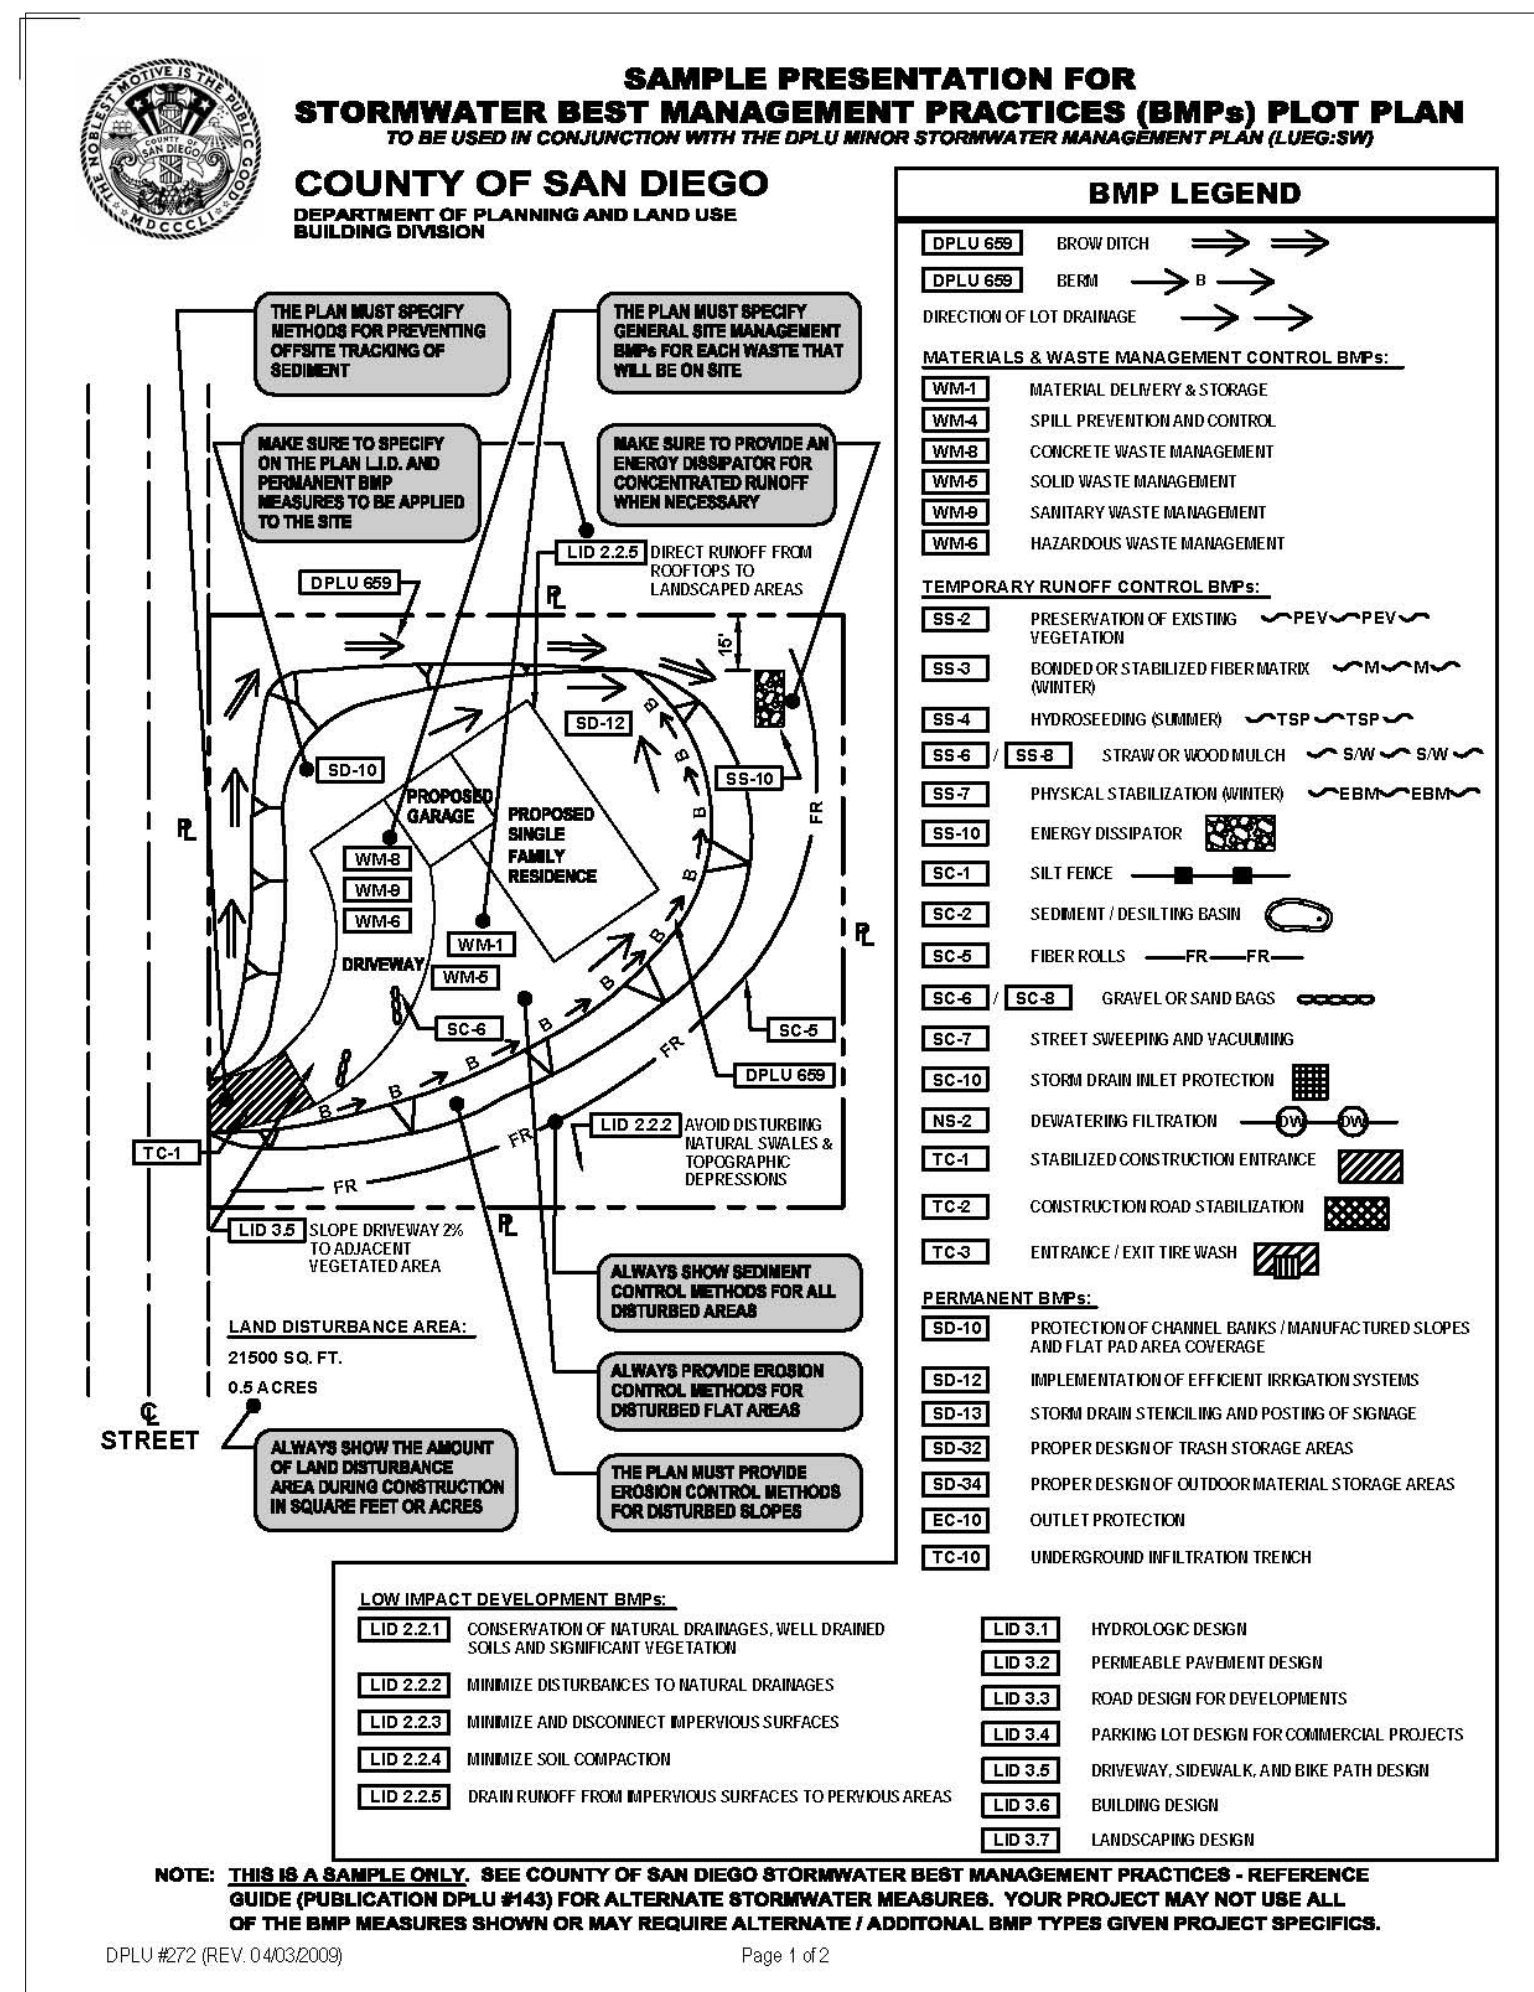 THE NOBLEST MOTIVE IS THE PUBLIC GOOD
COUNTY OF
SAN DIEGO
MDCCCLI
SAMPLE PRESENTATION FOR
STORMWATER BEST MANAGEMENT PRACTICES (BMPs) PLOT PLAN
TO BE USED IN CONJUNCTION WITH THE DPLU MINOR STORMWATER MANAGEMENT PLAN (LUEG:SW)
COUNTY OF SAN DIEGO
DEPARTMENT OF PLANNING AND LAND USE
BUILDING DIVISION
THE PLAN MUST SPECIFY
METHODS FOR PREVENTING
OFFSITE TRACKING OF
SEDIMENT
THE PLAN MUST SPECIFY
GENERAL SITE MANAGEMENT
BMPs FOR EACH WASTE THAT
WILL BE ON SITE
MAKE SURE TO SPECIFY
ON THE PLAN L.I.D. AND
PERMANENT BMP
MEASURES TO BE APPLIED
TO THE SITE
MAKE SURE TO PROVIDE AN
ENERGY DISSIPATOR FOR
CONCENTRATED RUNOFF
WHEN NECESSARY
LID 2.2.5 DIRECT RUNOFF FROM
ROOFTOPS TO
LANDSCAPED AREAS
DPLU 659
PL
15'
SD-12
B
SD-10
B
SS-10
PROPOSED
GARAGE
PROPOSED
SINGLE
FAMILY
RESIDENCE
B
FR
PL
WM-8
WM-9
WM-6
B
WM-1
B
PL
DRIVEWAY
WM-5
B
SC-6
B
SC-5
B
FR
DPLU 659
B
B
LID 2.2.2 AVOID DISTURBING
NATURAL SWALES &
TOPOGRAPHIC
DEPRESSIONS
FR
TC-1
FR
PL
LID 3.5 SLOPE DRIVEWAY 2%
TO ADJACENT
VEGETATED AREA
ALWAYS SHOW SEDIMENT
CONTROL METHODS FOR ALL
DISTURBED AREAS
LAND DISTURBANCE AREA:
21500 SQ. FT.
0.5 ACRES
ALWAYS PROVIDE EROSION
CONTROL METHODS FOR
DISTURBED FLAT AREAS
CL
STREET
ALWAYS SHOW THE AMOUNT
OF LAND DISTURBANCE
AREA DURING CONSTRUCTION
IN SQUARE FEET OR ACRES
THE PLAN MUST PROVIDE
EROSION CONTROL METHODS
FOR DISTURBED SLOPES
BMP LEGEND
DPLU 659 BROW DITCH
DPLU 659 BERM B
DIRECTION OF LOT DRAINAGE
MATERIALS & WASTE MANAGEMENT CONTROL BMPs:
WM-1 MATERIAL DELIVERY & STORAGE
WM-4 SPILL PREVENTION AND CONTROL
WM-8 CONCRETE WASTE MANAGEMENT
WM-5 SOLID WASTE MANAGEMENT
WM-9 SANITARY WASTE MANAGEMENT
WM-6 HAZARDOUS WASTE MANAGEMENT
TEMPORARY RUNOFF CONTROL BMPs:
SS-2 PRESERVATION OF EXISTING PEV PEV
VEGETATION
SS-3 BONDED OR STABILIZED FIBER MATRIX M M
(WINTER)
SS-4 HYDROSEEDING (SUMMER) TSP TSP
SS-6 / SS-8 STRAW OR WOOD MULCH S/W S/W
SS-7 PHYSICAL STABILIZATION (WINTER) EBM EBM
SS-10 ENERGY DISSIPATOR
SC-1 SILT FENCE
SC-2 SEDIMENT / DESILTING BASIN
SC-5 FIBER ROLLS FR FR
SC-6 / SC-8 GRAVEL OR SAND BAGS
SC-7 STREET SWEEPING AND VACUUMING
SC-10 STORM DRAIN INLET PROTECTION
NS-2 DEWATERING FILTRATION DW DW
TC-1 STABILIZED CONSTRUCTION ENTRANCE
TC-2 CONSTRUCTION ROAD STABILIZATION
TC-3 ENTRANCE / EXIT TIRE WASH
PERMANENT BMPs:
SD-10 PROTECTION OF CHANNEL BANKS / MANUFACTURED SLOPES
AND FLAT PAD AREA COVERAGE
SD-12 IMPLEMENTATION OF EFFICIENT IRRIGATION SYSTEMS
SD-13 STORM DRAIN STENCILING AND POSTING OF SIGNAGE
SD-32 PROPER DESIGN OF TRASH STORAGE AREAS
SD-34 PROPER DESIGN OF OUTDOOR MATERIAL STORAGE AREAS
EC-10 OUTLET PROTECTION
TC-10 UNDERGROUND INFILTRATION TRENCH
LOW IMPACT DEVELOPMENT BMPs:
LID 2.2.1 CONSERVATION OF NATURAL DRAINAGES, WELL DRAINED
SOILS AND SIGNIFICANT VEGETATION
LID 2.2.2 MINIMIZE DISTURBANCES TO NATURAL DRAINAGES
LID 2.2.3 MINIMIZE AND DISCONNECT IMPERVIOUS SURFACES
LID 2.2.4 MINIMIZE SOIL COMPACTION
LID 2.2.5 DRAIN RUNOFF FROM IMPERVIOUS SURFACES TO PERVIOUS AREAS
LID 3.1 HYDROLOGIC DESIGN
LID 3.2 PERMEABLE PAVEMENT DESIGN
LID 3.3 ROAD DESIGN FOR DEVELOPMENTS
LID 3.4 PARKING LOT DESIGN FOR COMMERCIAL PROJECTS
LID 3.5 DRIVEWAY, SIDEWALK, AND BIKE PATH DESIGN
LID 3.6 BUILDING DESIGN
LID 3.7 LANDSCAPING DESIGN
NOTE: THIS IS A SAMPLE ONLY. SEE COUNTY OF SAN DIEGO STORMWATER BEST MANAGEMENT PRACTICES - REFERENCE
GUIDE (PUBLICATION DPLU #143) FOR ALTERNATE STORMWATER MEASURES. YOUR PROJECT MAY NOT USE ALL
OF THE BMP MEASURES SHOWN OR MAY REQUIRE ALTERNATE / ADDITONAL BMP TYPES GIVEN PROJECT SPECIFICS.
DPLU #272 (REV. 04/03/2009)
Page 1 of 2